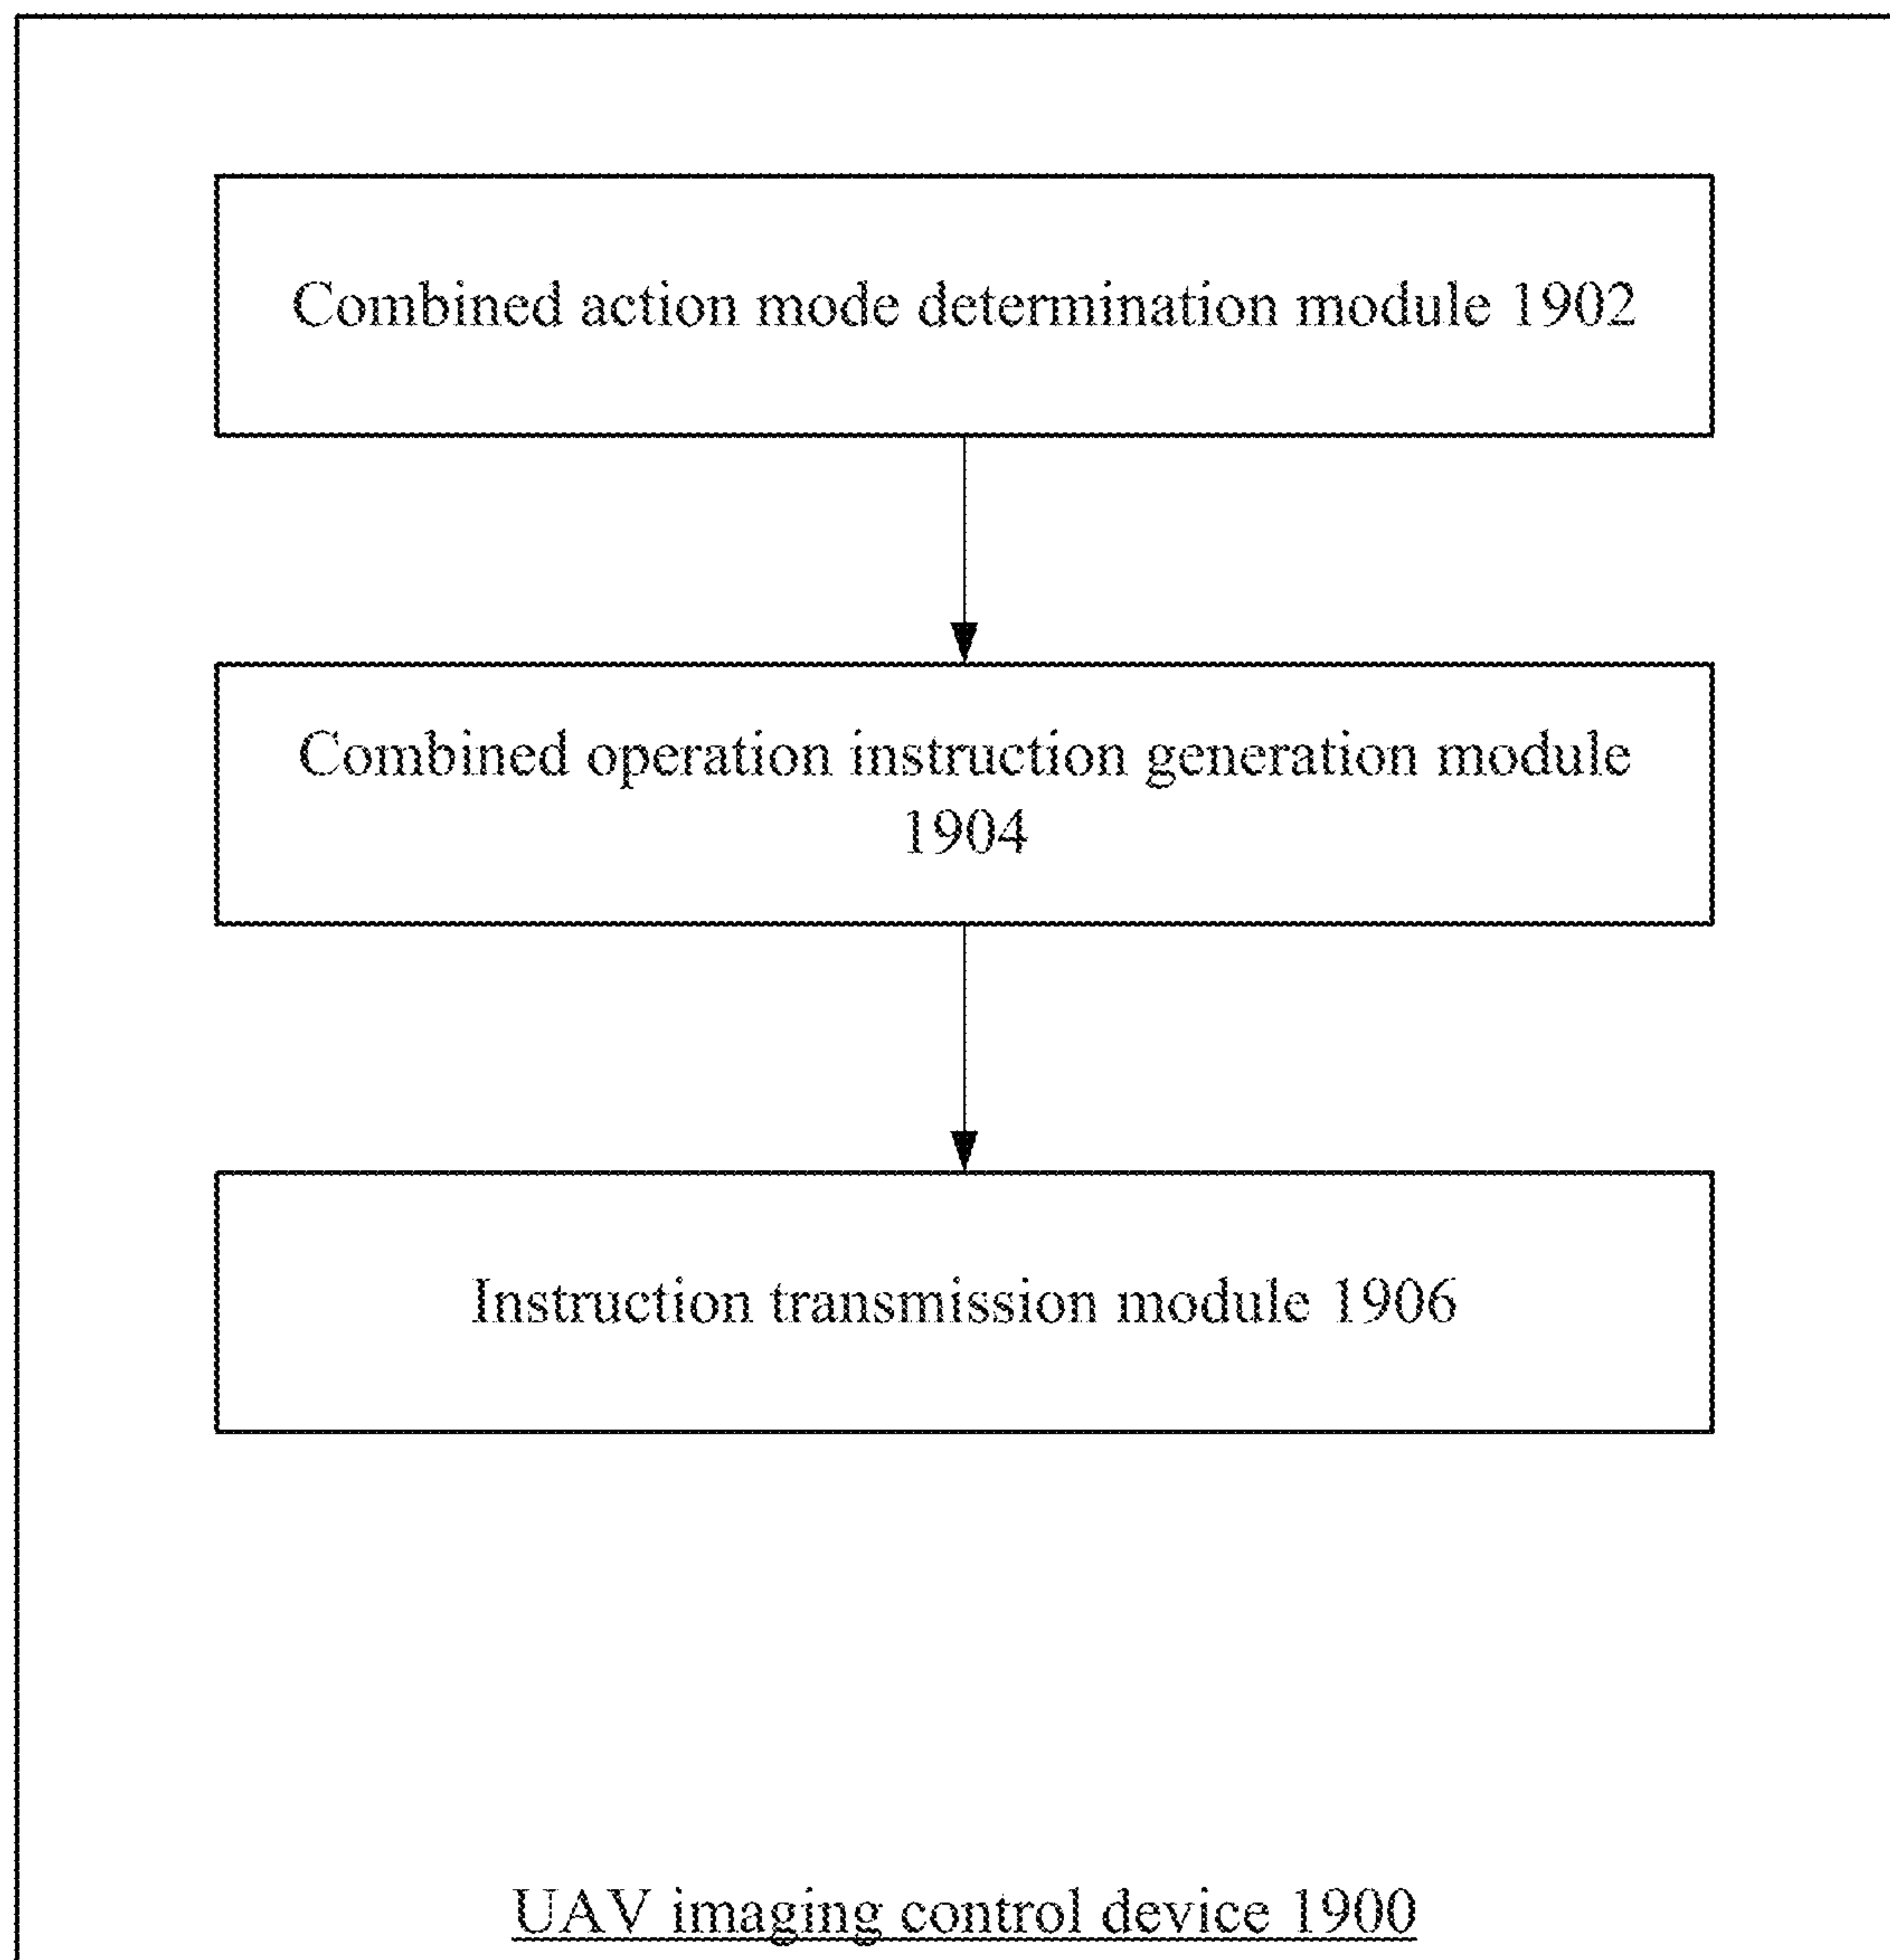 Combined action mode determination module 1902
Combined operation instruction generation module
1904
Instruction transmission module 1906
UAV imaging control device 1900